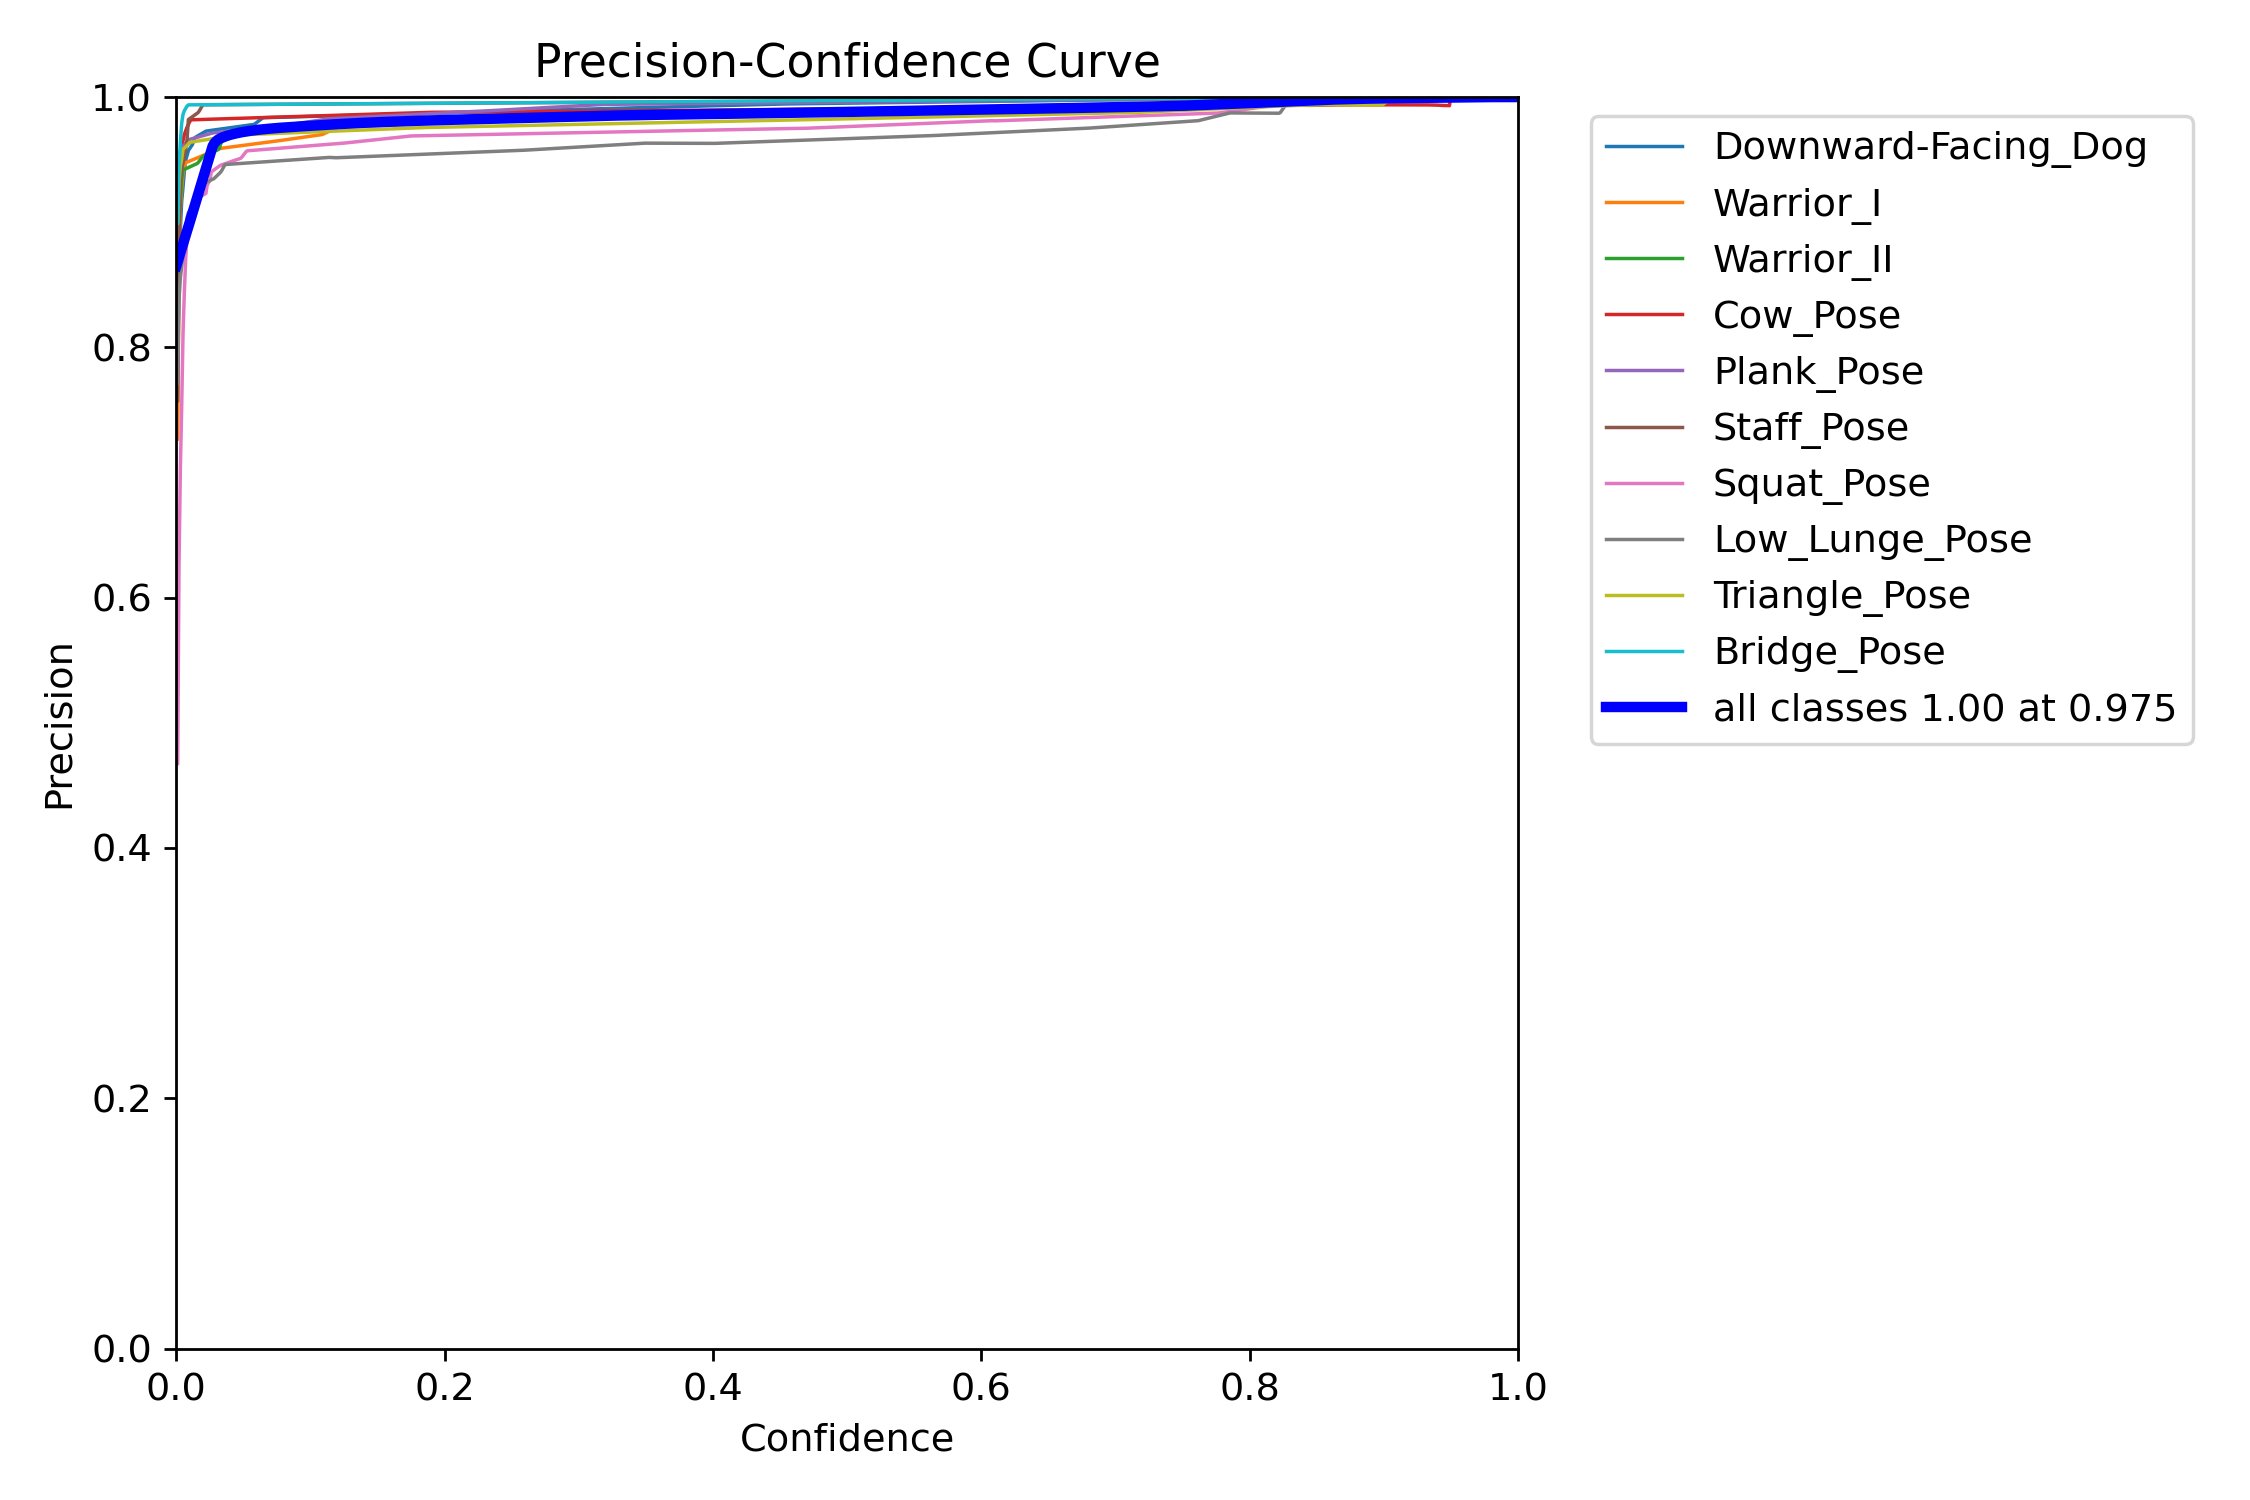 Precision-Confidence Curve
1.0
0.8
0.6
0.4
0.2
0.0
Precision
0.0 0.2 0.4 0.6 0.8 1.0
Confidence
Downward-Facing_Dog
Warrior_I
Warrior_II
Cow_Pose
Plank_Pose
Staff_Pose
Squat_Pose
Low_Lunge_Pose
Triangle_Pose
Bridge_Pose
all classes 1.00 at 0.975